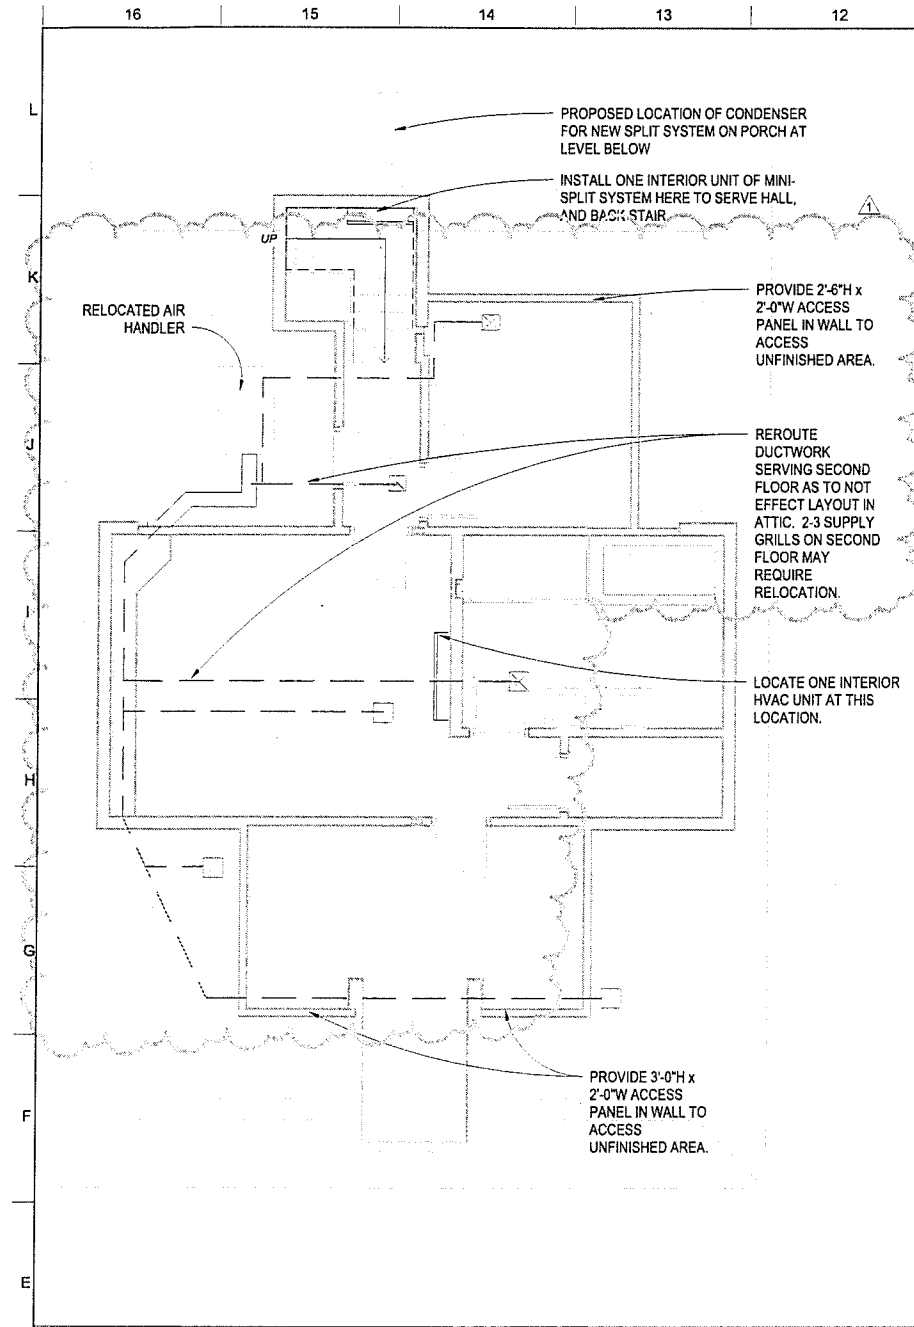 16 15 14 13 12
L
PROPOSED LOCATION OF CONDENSER
FOR NEW SPLIT SYSTEM ON PORCH AT
LEVEL BELOW
INSTALL ONE INTERIOR UNIT OF MINI-
SPLIT SYSTEM HERE TO SERVE HALL,
AND BACK STAIR
1
UP
K
PROVIDE 2'-6"H x
2'-0"W ACCESS
PANEL IN WALL TO
ACCESS
UNFINISHED AREA.
RELOCATED AIR
HANDLER
J
REROUTE
DUCTWORK
SERVING SECOND
FLOOR AS TO NOT
EFFECT LAYOUT IN
ATTIC. 2-3 SUPPLY
GRILLS ON SECOND
FLOOR MAY
REQUIRE
RELOCATION.
I
LOCATE ONE INTERIOR
HVAC UNIT AT THIS
LOCATION.
H
G
PROVIDE 3'-0"H x
2'-0"W ACCESS
PANEL IN WALL TO
ACCESS
UNFINISHED AREA.
F
E